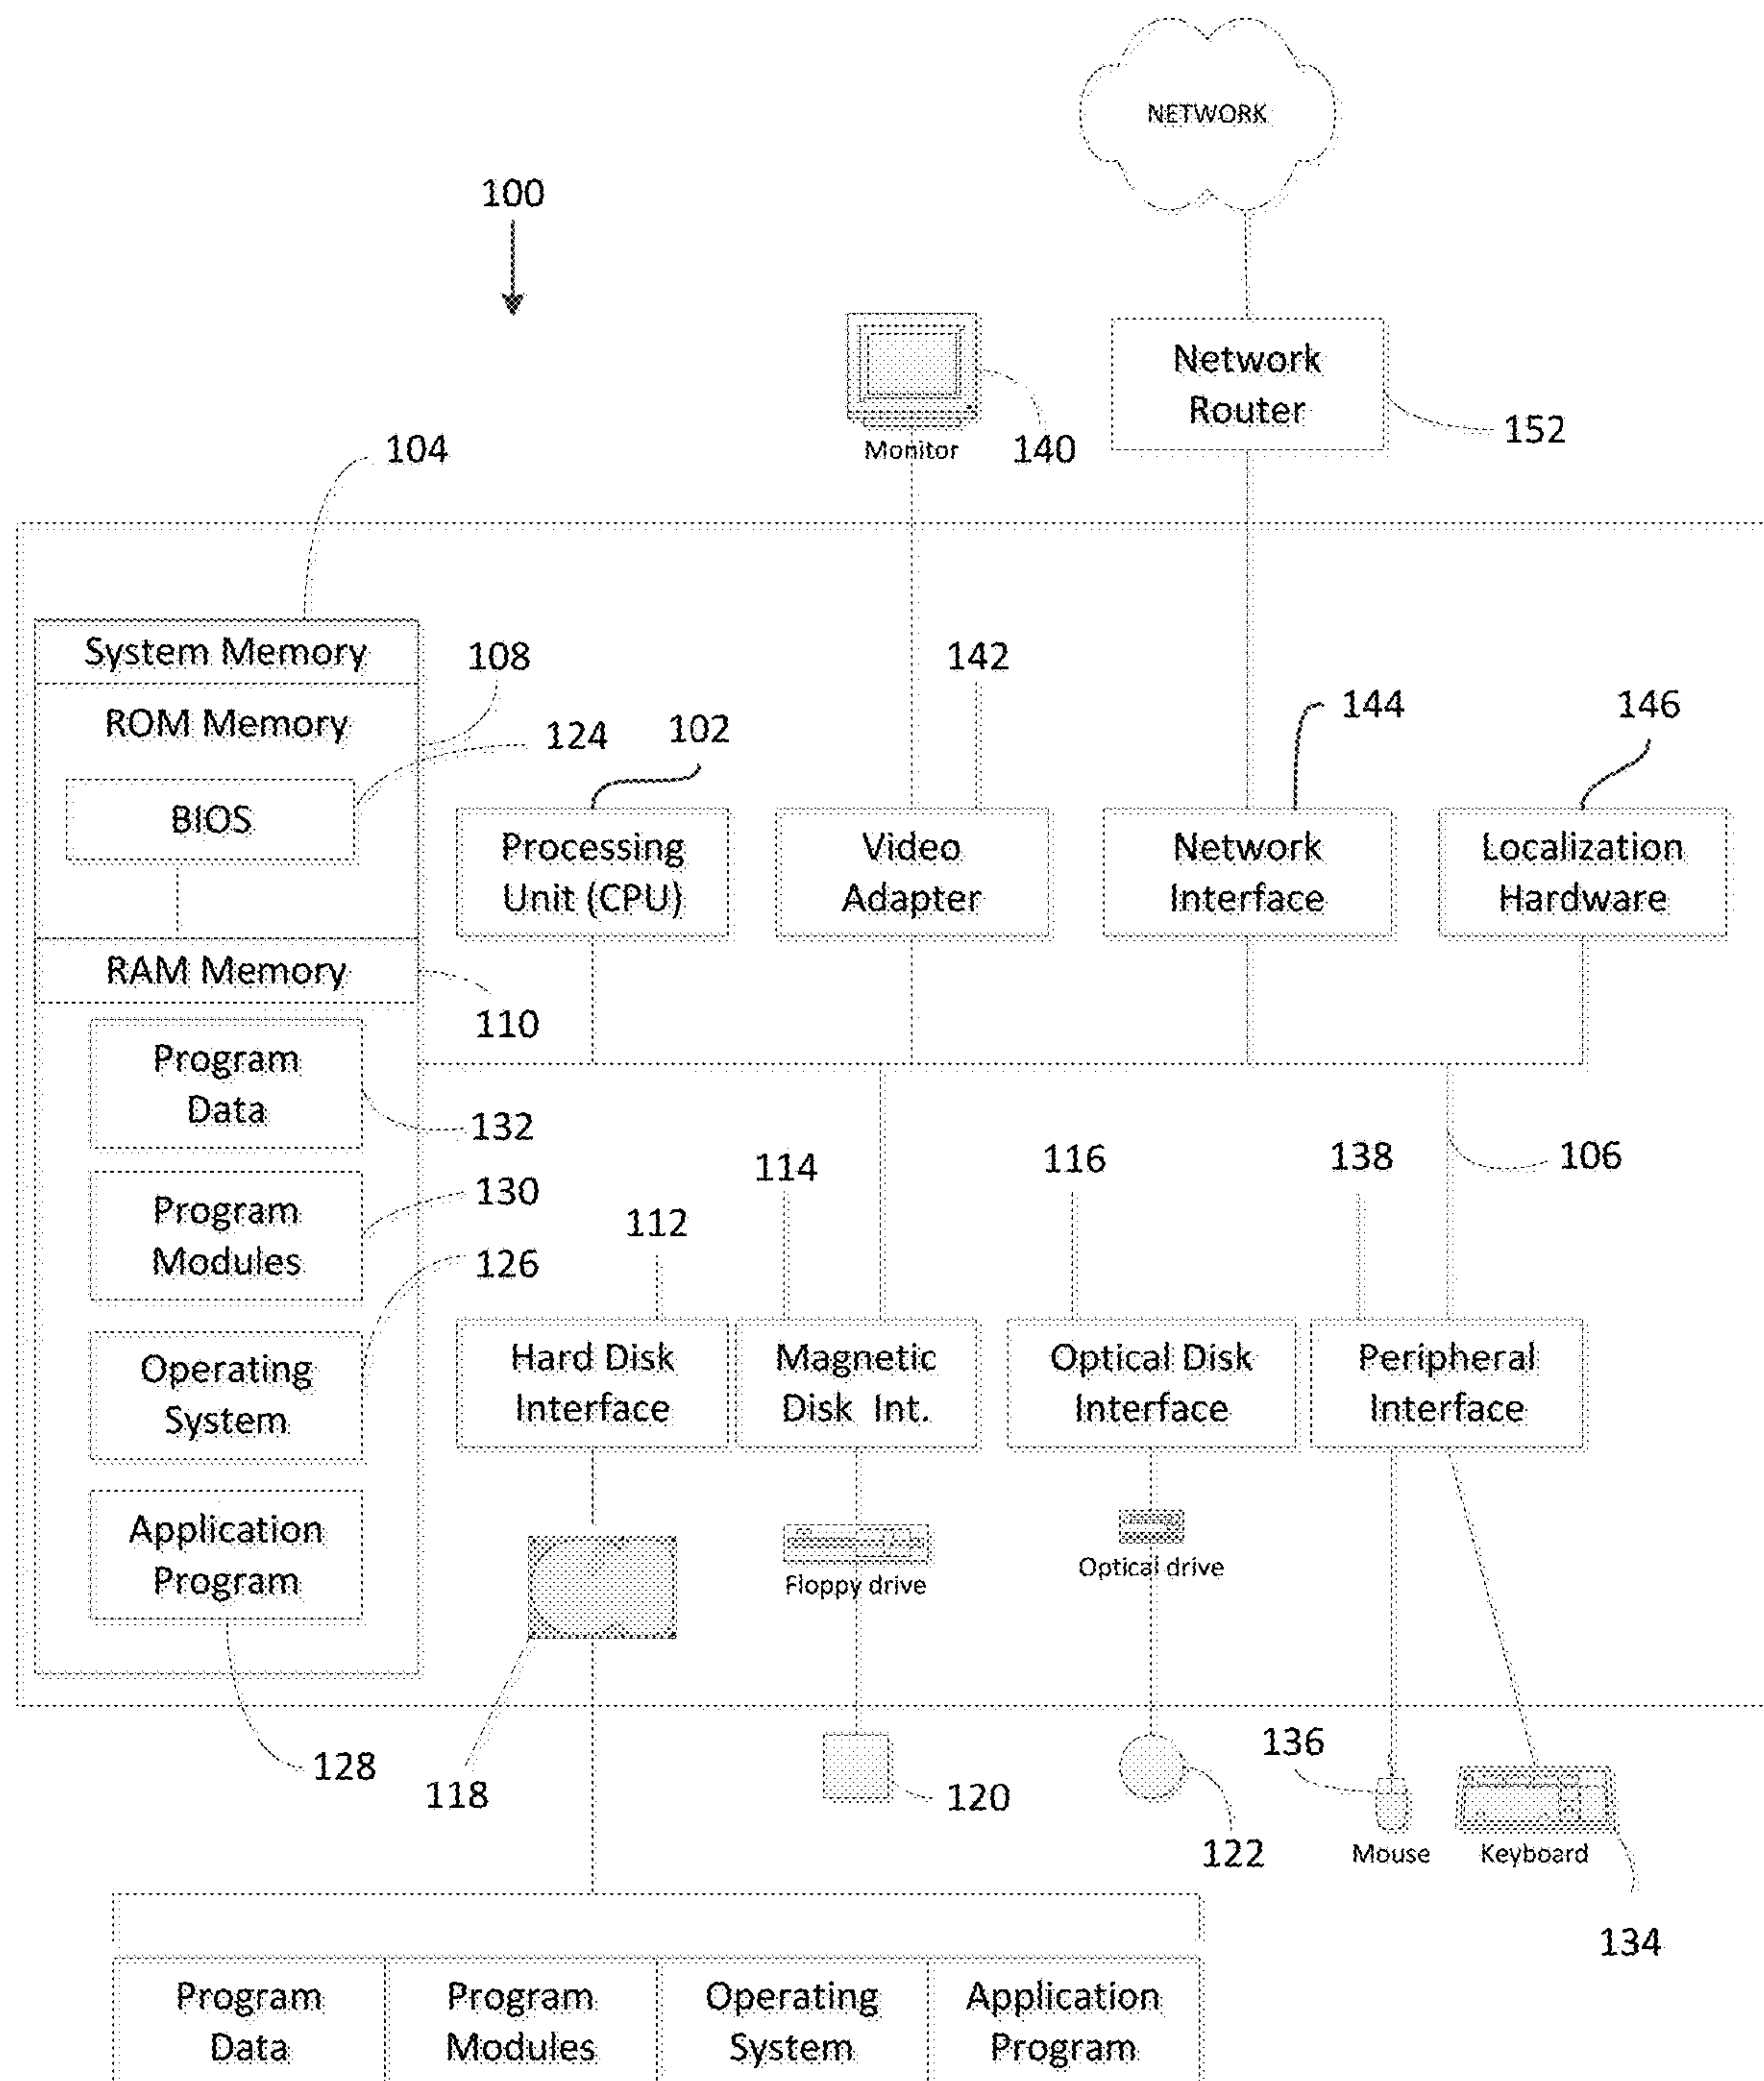 NETWORK
100
Network
Router
152
Monitor
140
104
System Memory
108
142
ROM Memory
124
102
144
146
BIOS
Processing
Unit (CPU)
Video
Adapter
Network
Interface
Localization
Hardware
RAM Memory
110
Program
Data
132
114
116
138
106
Program
Modules
130
112
126
Operating
System
Hard Disk
Interface
Magnetic
Disk Int.
Optical Disk
Interface
Peripheral
Interface
Application
Program
Floppy drive
Optical drive
128
118
120
122
136
Mouse
Keyboard
134
Program
Data
Program
Modules
Operating
System
Application
Program